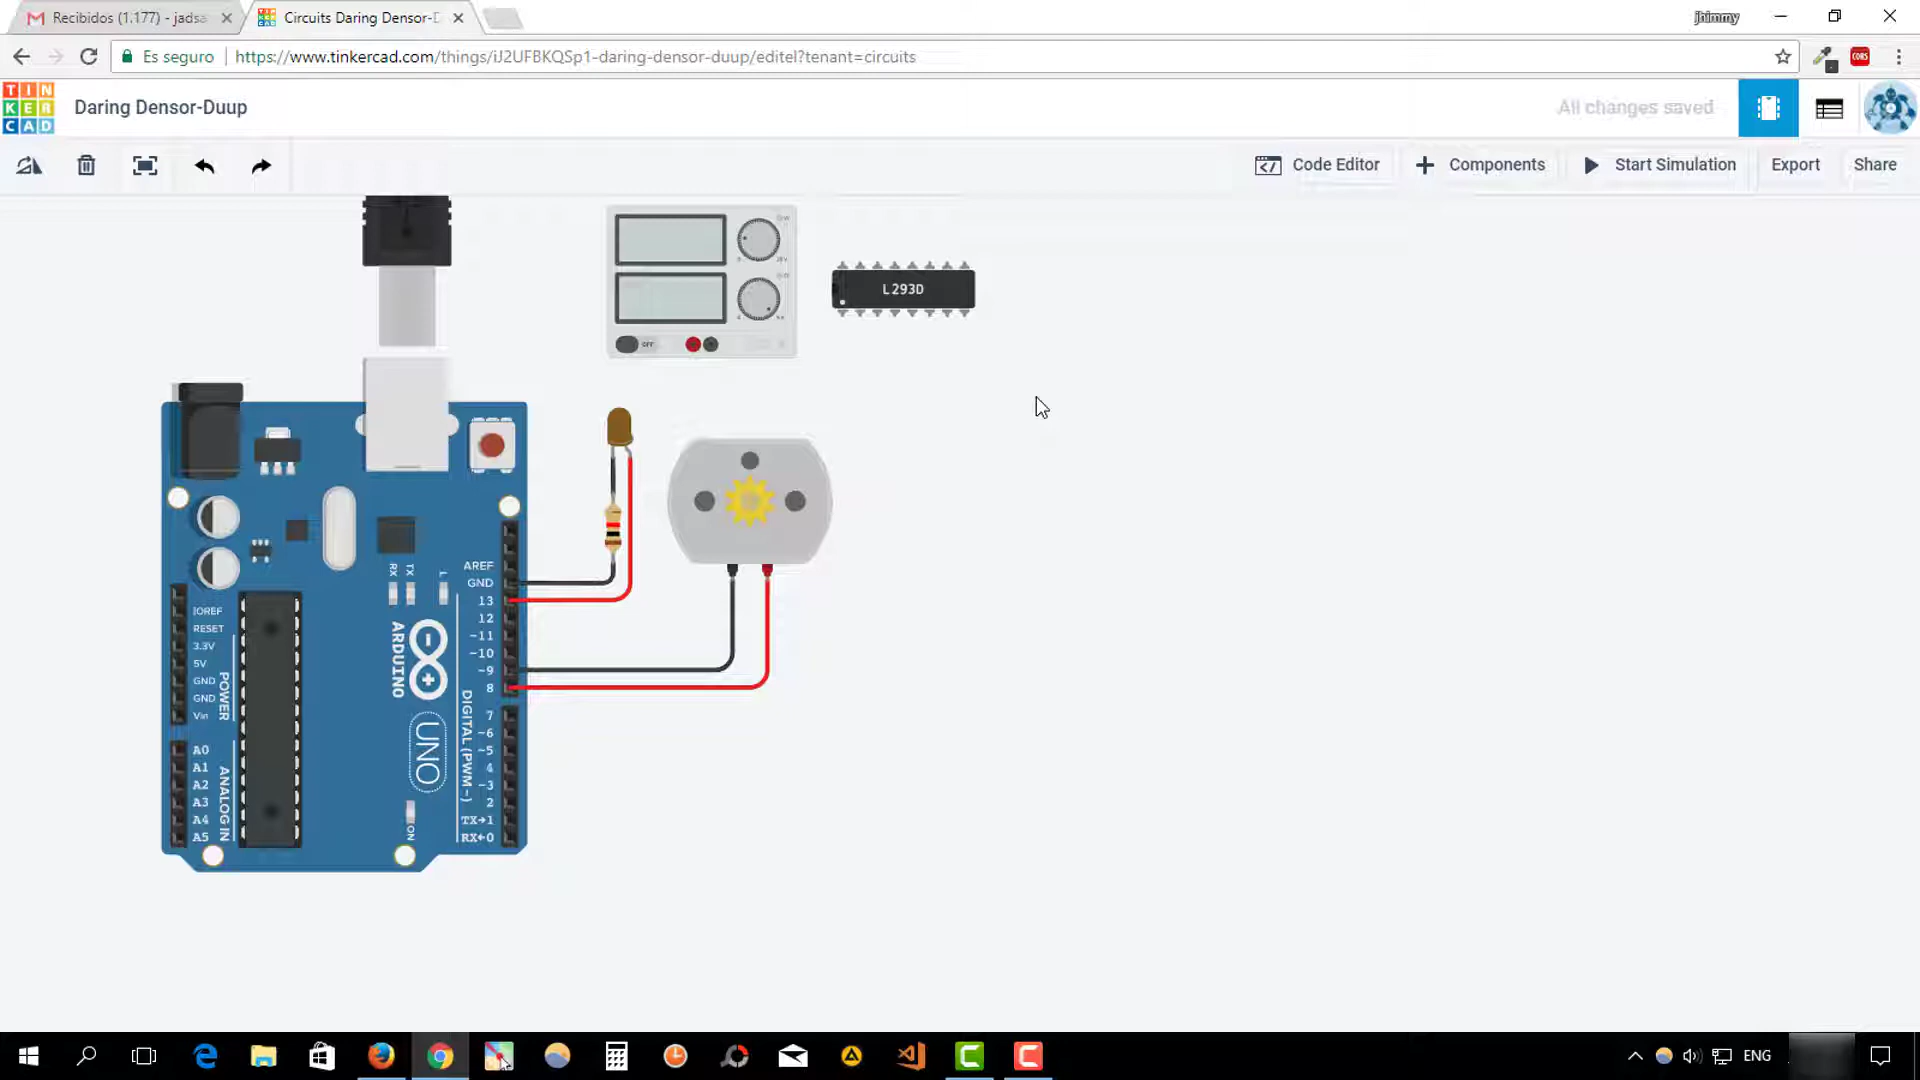 Recibidos (1.177) - jadsa
Circuits Daring Densor-D
jhimmy
Es seguro
https://www.tinkercad.com/things/iJ2UFBKQSp1-daring-densor-duup/editel?tenant=circuits
CORS
TIN
KER
CAD
Daring Densor-Duup
All changes saved
Code Editor
Components
Start Simulation
Export
Share
OFF
L293D
AREF
GND
13
12
~11
~10
~9
8
7
~6
~5
4
~3
2
TX→1
RX←0
DIGITAL (PWM~)
RX
TX
L
ARDUINO
UNO
ON
IOREF
RESET
3.3V
5V
GND
GND
Vin
POWER
A0
A1
A2
A3
A4
A5
ANALOG IN
ENG